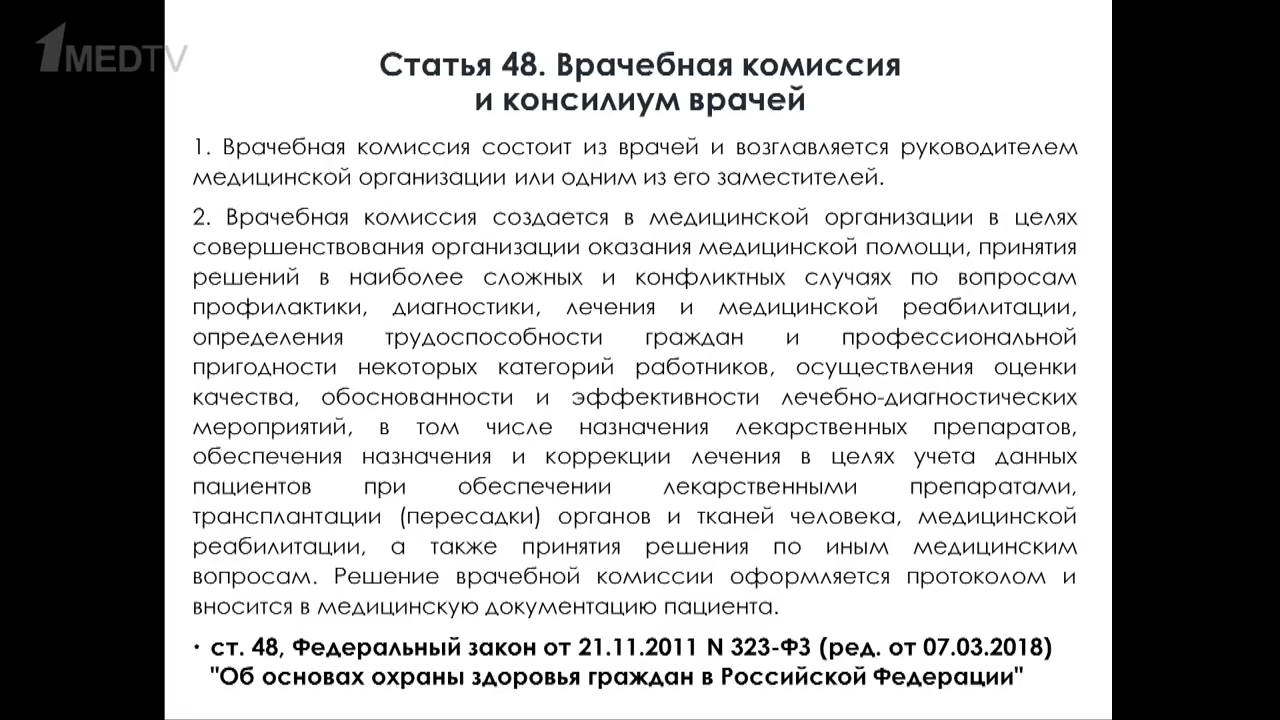 1MEDTV
Статья 48. Врачебная комиссия
и консилиум врачей
1. Врачебная комиссия состоит из врачей и возглавляется руководителем
медицинской организации или одним из его заместителей.
2. Врачебная комиссия создается в медицинской организации в целях
совершенствования организации оказания медицинской помощи, принятия
решений в наиболее сложных и конфликтных случаях по вопросам
профилактики, диагностики, лечения и медицинской реабилитации,
определения трудоспособности граждан и профессиональной
пригодности некоторых категорий работников, осуществления оценки
качества, обоснованности и эффективности лечебно-диагностических
мероприятий, в том числе назначения лекарственных препаратов,
обеспечения назначения и коррекции лечения в целях учета данных
пациентов при обеспечении лекарственными препаратами,
трансплантации (пересадки) органов и тканей человека, медицинской
реабилитации, а также принятия решения по иным медицинским
вопросам. Решение врачебной комиссии оформляется протоколом и
вносится в медицинскую документацию пациента.
· ст. 48, Федеральный закон от 21.11.2011 N 323-ФЗ (ред. от 07.03.2018)
"Об основах охраны здоровья граждан в Российской Федерации"